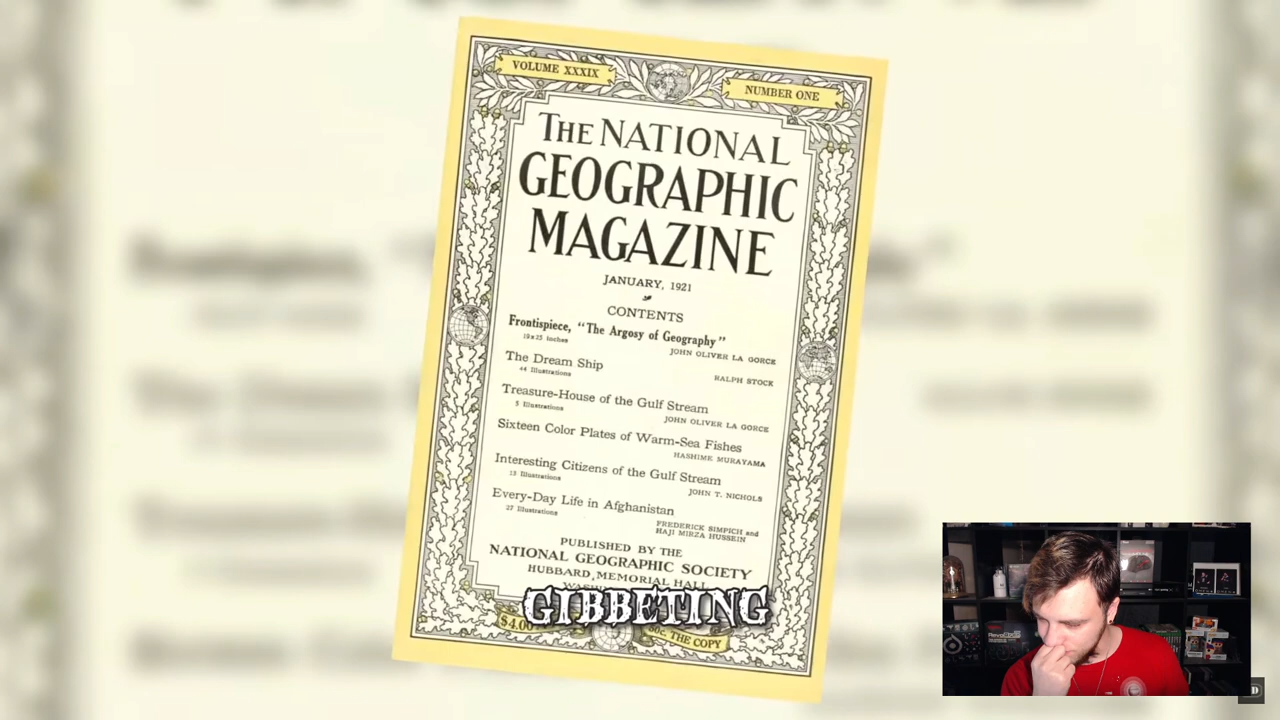 VOLUME XXXIX
NUMBER ONE
THE NATIONAL
GEOGRAPHIC
MAGAZINE
JANUARY, 1921
CONTENTS
Frontispiece, "The Argosy of Geography"
18x25 Inches
JOHN OLIVER LA GORCE
The Dream Ship
44 Illustrations
RALPH STOCK
Treasure-House of the Gulf Stream
5 Illustrations
JOHN OLIVER LA GORCE
Sixteen Color Plates of Warm-Sea Fishes
HASHIME MURAYAMA
Interesting Citizens of the Gulf Stream
13 Illustrations
JOHN T. NICHOLS
Every-Day Life in Afghanistan
27 Illustrations
FREDERICK SIMPICH and
HAJI MIRZA HUSSEIN
PUBLISHED BY THE
NATIONAL GEOGRAPHIC SOCIETY
HUBBARD MEMORIAL HALL
GIBBETING
THE COPY